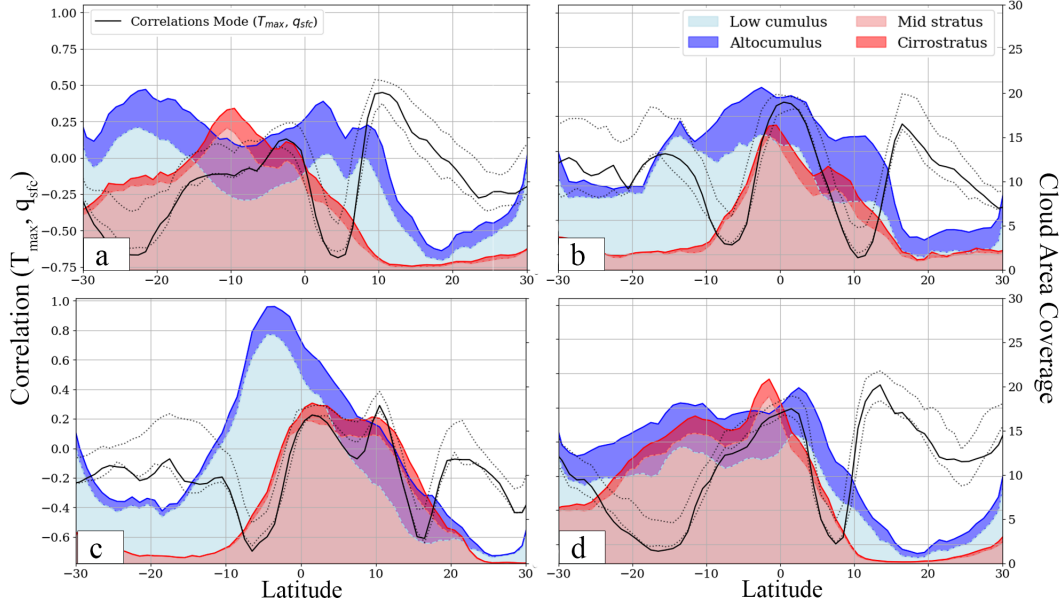 Correlations Mode (T_max, q_sfc)
Low cumulus
Altocumulus
Mid stratus
Cirrostratus
1.00
0.75
0.50
0.25
0.00
−0.25
−0.50
−0.75
a
−30 −20 −10 0 10 20 30
b
30
25
20
15
10
5
0
−30 −20 −10 0 10 20 30
Correlation (T_max, q_sfc)
Cloud Area Coverage
1.0
0.8
0.6
0.4
0.2
0.0
−0.2
−0.4
−0.6
c
−30 −20 −10 0 10 20 30
Latitude
d
30
25
20
15
10
5
0
−30 −20 −10 0 10 20 30
Latitude